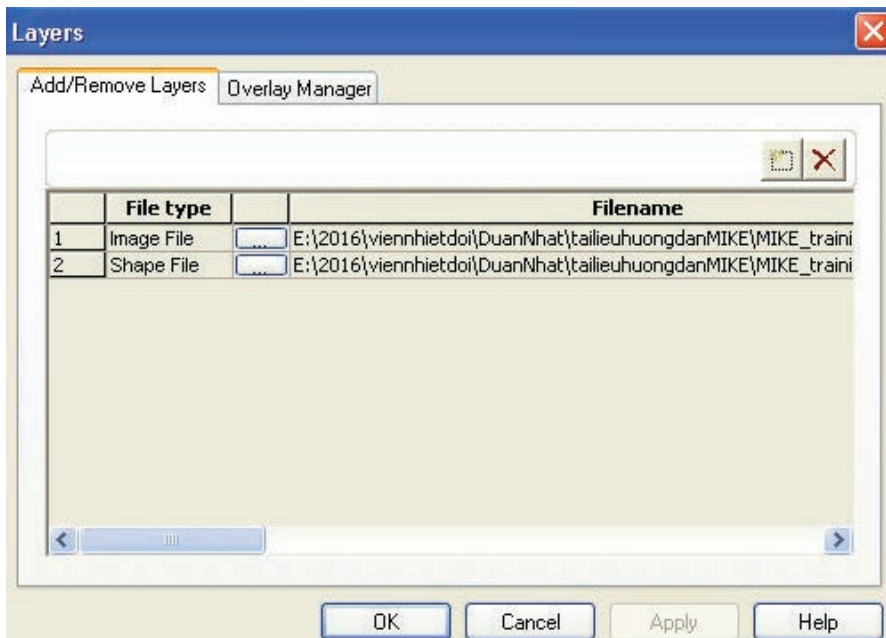 Layers
Add/Remove Layers Overlay Manager
File type Filename
1 Image File ... E:\2016\viennhietdoi\DuanNhat\tailieuhuongdanMIKE\MIKE_traini
2 Shape File ... E:\2016\viennhietdoi\DuanNhat\tailieuhuongdanMIKE\MIKE_traini
OK Cancel Apply Help